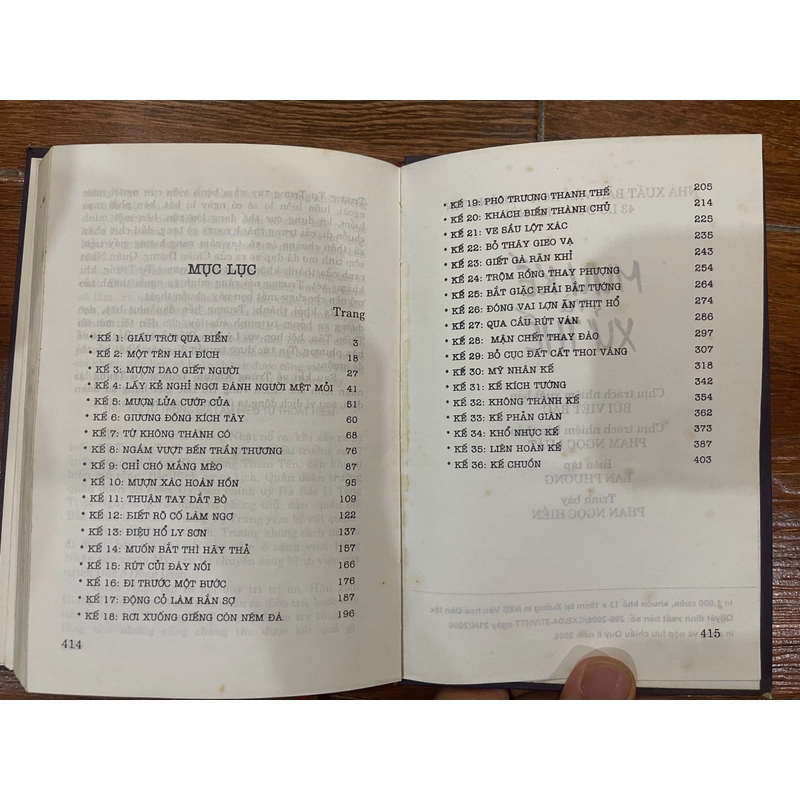 MỤC LỤC
Trang
• KẾ 1: GIẤU TRỜI QUA BIỂN 3
• KẾ 2: MỘT TÊN HAI ĐÍCH 18
• KẾ 3: MƯỢN DAO GIẾT NGƯỜI 27
• KẾ 4: LẤY KẺ NGHỈ NGƠI ĐÁNH NGƯỜI MỆT MỎI 41
• KẾ 5: MƯỢN LỬA CƯỚP CỦA 51
• KẾ 6: GIƯƠNG ĐÔNG KÍCH TÂY 60
• KẾ 7: TỪ KHÔNG THÀNH CÓ 68
• KẾ 8: NGẦM VƯỢT BẾN TRẦN THƯƠNG 76
• KẾ 9: CHỈ CHÓ MẮNG MÈO 87
• KẾ 10: MƯỢN XÁC HOÀN HỒN 95
• KẾ 11: THUẬN TAY DẮT BÒ 109
• KẾ 12: BIẾT RÕ CỐ LÀM NGƠ 122
• KẾ 13: ĐIỆU HỔ LY SƠN 137
• KẾ 14: MUỐN BẮT THÌ HÃY THẢ 157
• KẾ 15: RÚT CỦI ĐÁY NỒI 166
• KẾ 16: ĐI TRƯỚC MỘT BƯỚC 176
• KẾ 17: ĐỘNG CỎ LÀM RẮN SỢ 187
• KẾ 18: RƠI XUỐNG GIẾNG CÒN NÉM ĐÁ 196
414
• KẾ 19: PHÔ TRƯƠNG THANH THẾ 205
• KẾ 20: KHÁCH BIẾN THÀNH CHỦ 214
• KẾ 21: VE SẦU LỘT XÁC 225
• KẾ 22: BỎ THÂY GIEO VẠ 235
• KẾ 23: GIẾT GÀ RĂN KHỈ 243
• KẾ 24: TRỘM RỒNG THAY PHƯỢNG 254
• KẾ 25: BẮT GIẶC PHẢI BẮT TƯỚNG 264
• KẾ 26: ĐÓNG VAI LỢN ĂN THỊT HỔ 274
• KẾ 27: QUA CẦU RÚT VÁN 286
• KẾ 28: MẬN CHẾT THAY ĐÀO 297
• KẾ 29: BỎ CỤC ĐẤT CẤT THOI VÀNG 307
• KẾ 30: MỸ NHÂN KẾ 318
• KẾ 31: KẾ KÍCH TƯỚNG 342
• KẾ 32: KHÔNG THÀNH KẾ 354
• KẾ 33: KẾ PHẢN GIÁN 362
• KẾ 34: KHỔ NHỤC KẾ 373
• KẾ 35: LIÊN HOÀN KẾ 387
• KẾ 36: KẾ CHUỒN 403
415